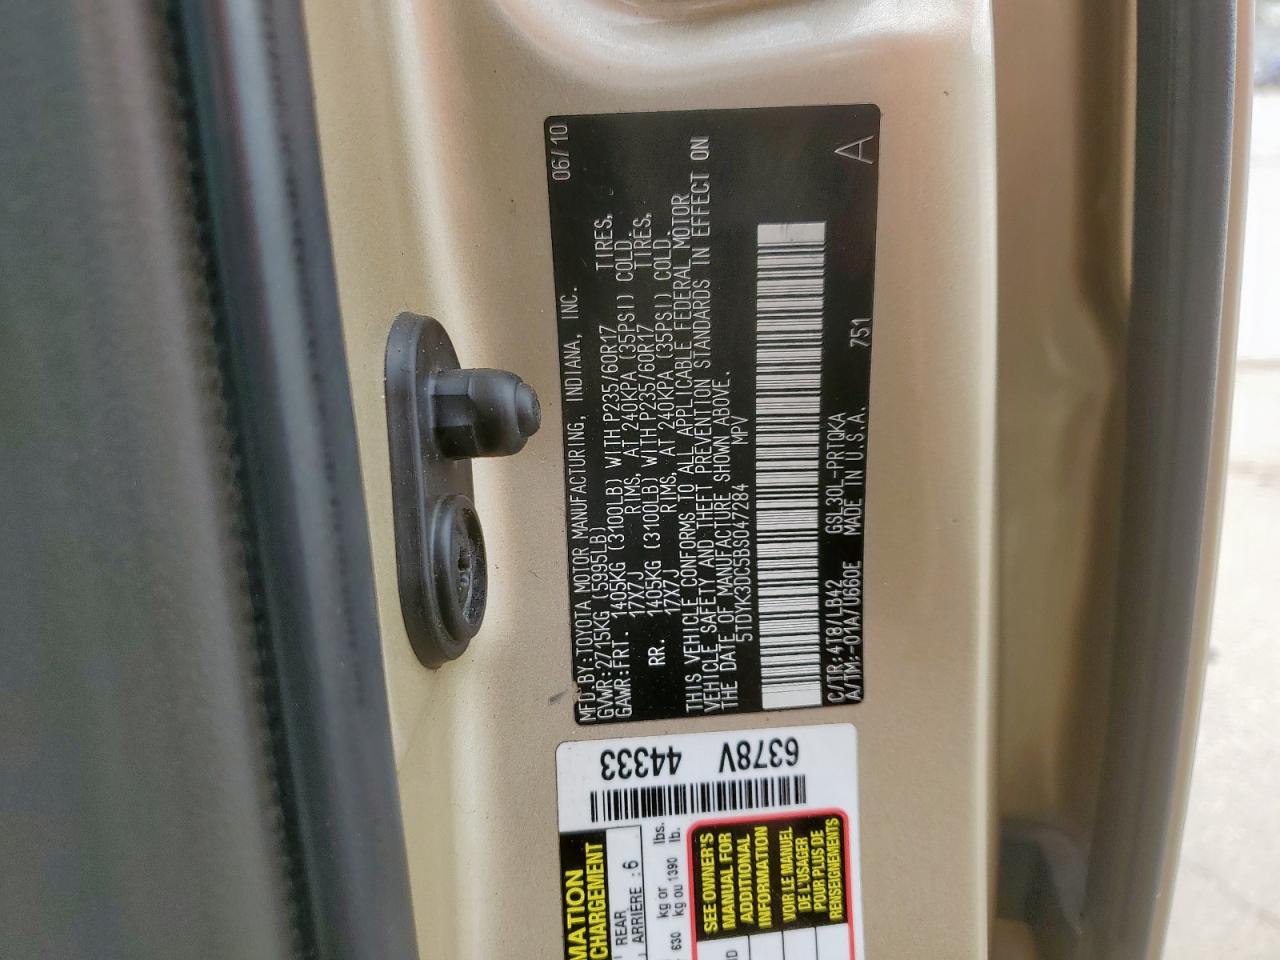 MFD.BY:TOYOTA MOTOR MANUFACTURING, INDIANA, INC. 06/10
GVWR:2715KG (5995LB)
GAWR:FRT. 1405KG (3100LB) WITH P235/60R17 TIRES,
17X7J RIMS, AT 240KPA (35PSI) COLD.
RR. 1405KG (3100LB) WITH P235/60R17 TIRES,
17X7J RIMS, AT 240KPA (35PSI) COLD.
THIS VEHICLE CONFORMS TO ALL APPLICABLE FEDERAL MOTOR
VEHICLE SAFETY AND THEFT PREVENTION STANDARDS IN EFFECT ON
THE DATE OF MANUFACTURE SHOWN ABOVE.
5TDYK3DC5BS047284 MPV
C/TR:4T8/LB42 GSL30L-PRTQKA 751
A/TM:-01A/U660E MADE IN U.S.A. A
44333
6378V
MATION
CHARGEMENT
REAR
ARRIÈRE : 6
630 kg or lbs.
kg ou 1390 lb.
SEE OWNER'S
MANUAL FOR
ADDITIONAL
INFORMATION
VOIR LE MANUEL
DE L'USAGER
POUR PLUS DE
RENSEIGNEMENTS